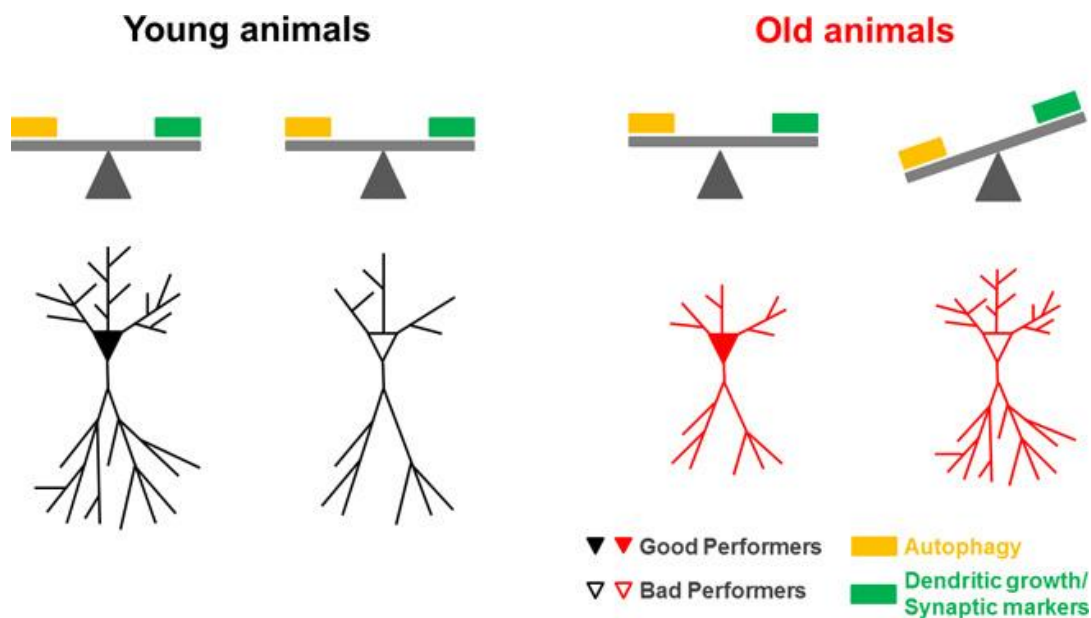 Young animals
Old animals
Good Performers
Bad Performers
Autophagy
Dendritic growth/
Synaptic markers